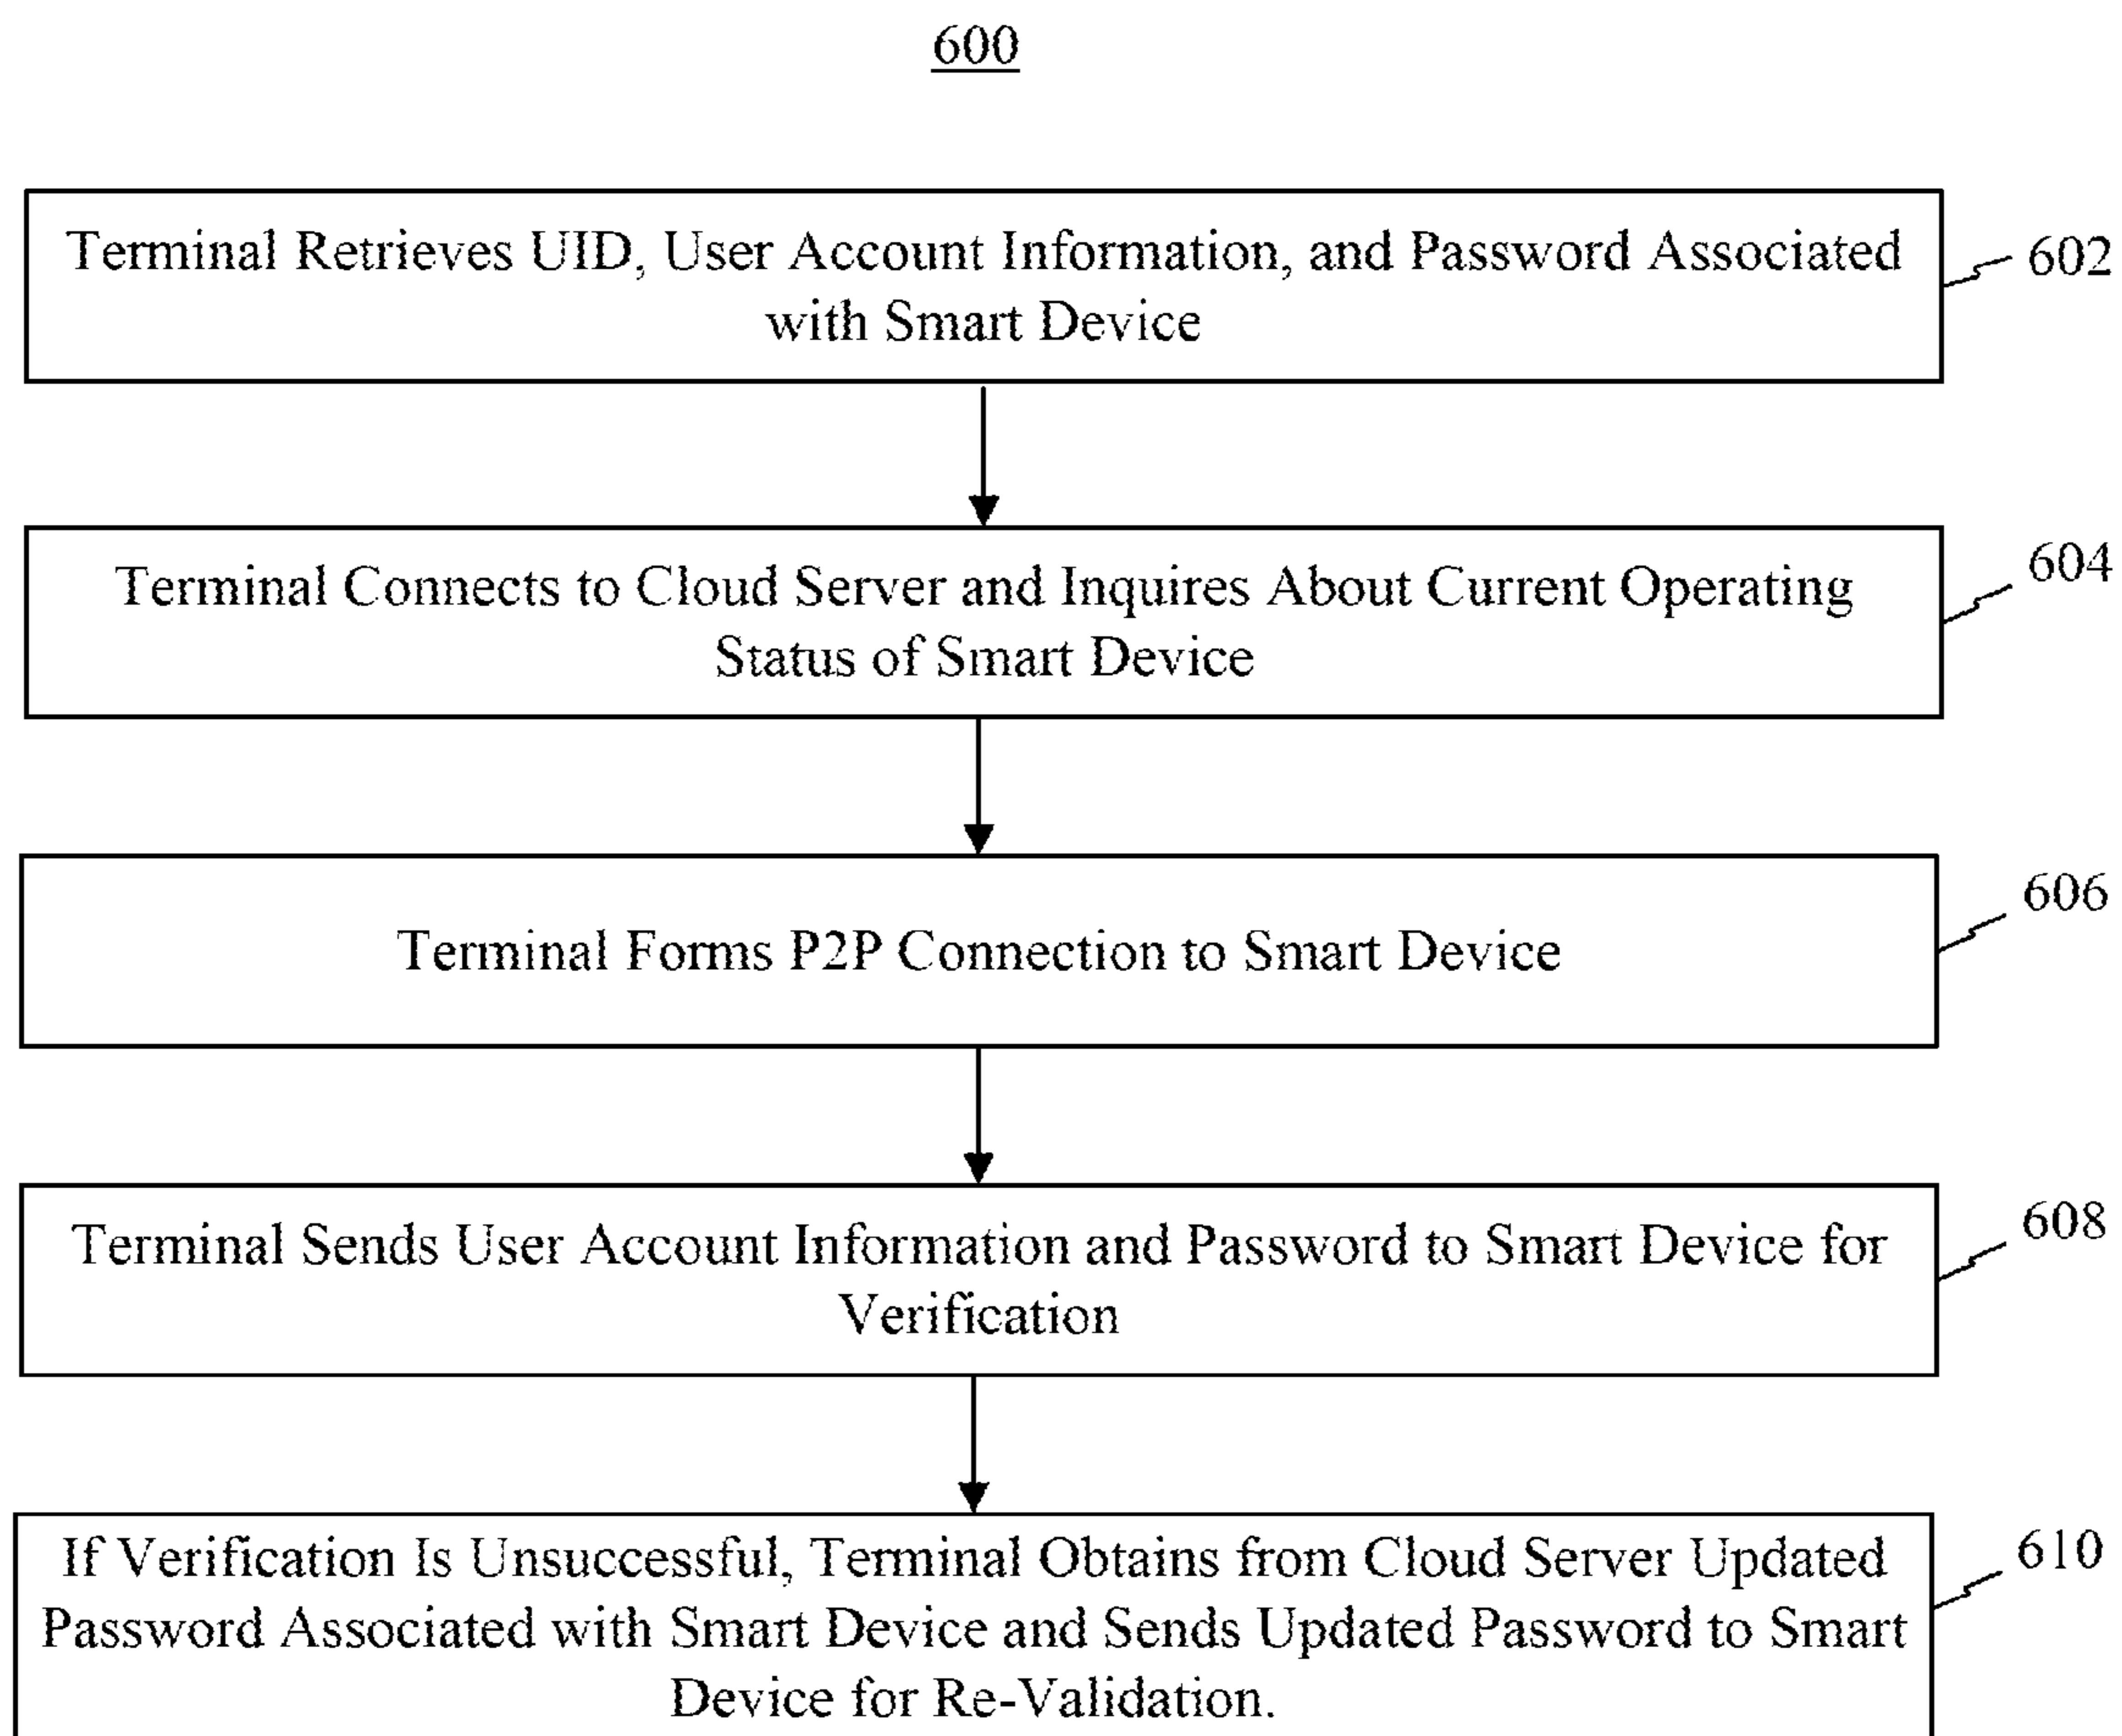 600
Terminal Retrieves UID, User Account Information, and Password Associated
with Smart Device
602
Terminal Connects to Cloud Server and Inquires About Current Operating
Status of Smart Device
604
Terminal Forms P2P Connection to Smart Device
606
Terminal Sends User Account Information and Password to Smart Device for
Verification
608
If Verification Is Unsuccessful, Terminal Obtains from Cloud Server Updated
Password Associated with Smart Device and Sends Updated Password to Smart
Device for Re-Validation.
610